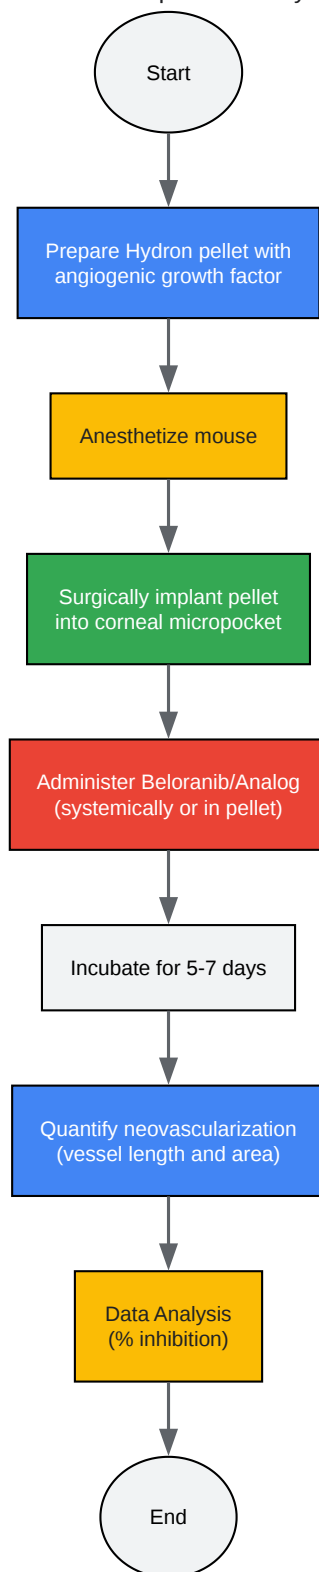 Start
Prepare Hydron pellet with
angiogenic growth factor
Anesthetize mouse
Surgically implant pellet
into corneal micropocket
Administer Beloranib/Analog
(systemically or in pellet)
Incubate for 5-7 days
Quantify neovascularization
(vessel length and area)
Data Analysis
(% inhibition)
End